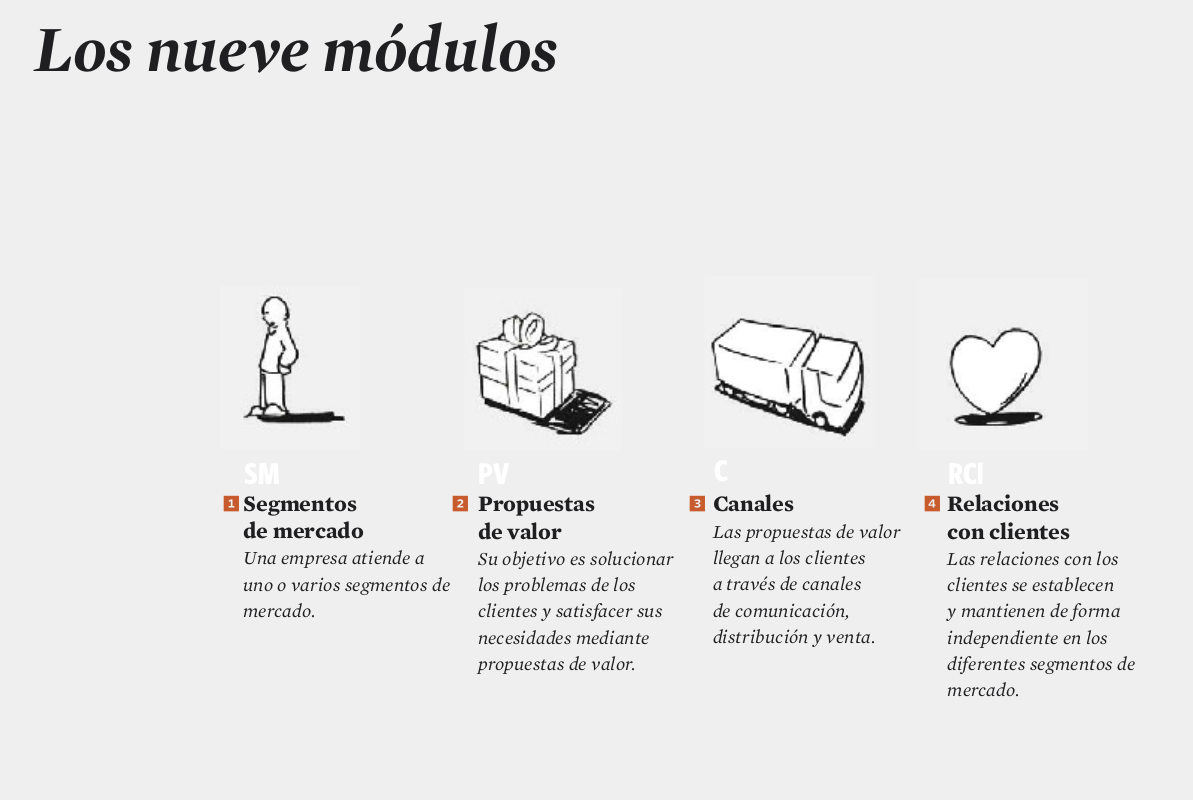 Los nueve módulos
SM
1 Segmentos
de mercado
Una empresa atiende a
uno o varios segmentos de
mercado.
PV
2 Propuestas
de valor
Su objetivo es solucionar
los problemas de los
clientes y satisfacer sus
necesidades mediante
propuestas de valor.
C
3 Canales
Las propuestas de valor
llegan a los clientes
a través de canales
de comunicación,
distribución y venta.
RCl
4 Relaciones
con clientes
Las relaciones con los
clientes se establecen
y mantienen de forma
independiente en los
diferentes segmentos de
mercado.